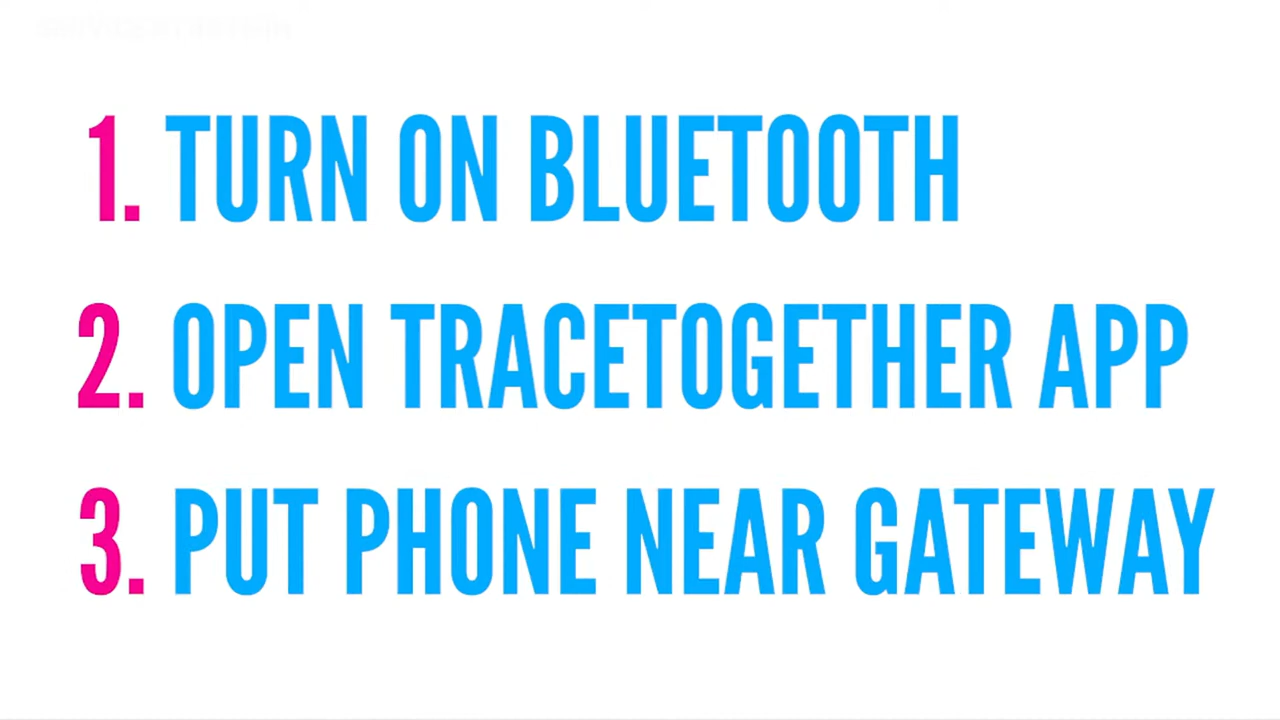 1. TURN ON BLUETOOTH
2. OPEN TRACETOGETHER APP
3. PUT PHONE NEAR GATEWAY